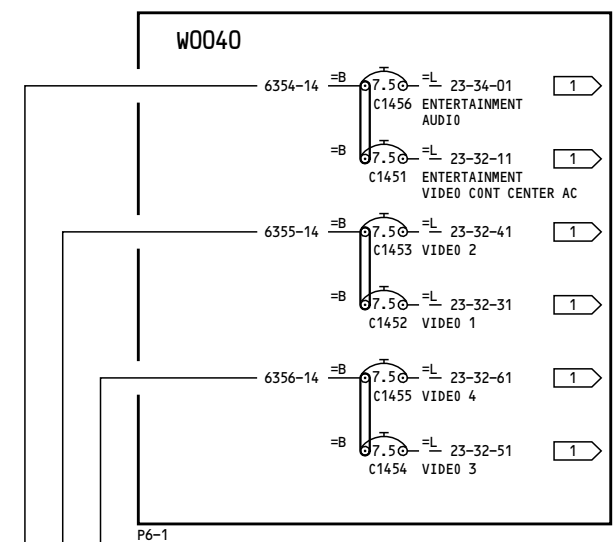 W0040
6354-14 =B 7.5 =L 23-34-01 1
C1456 ENTERTAINMENT
AUDIO
=B 7.5 =L 23-32-11 1
C1451 ENTERTAINMENT
VIDEO CONT CENTER AC
6355-14 =B 7.5 =L 23-32-41 1
C1453 VIDEO 2
=B 7.5 =L 23-32-31 1
C1452 VIDEO 1
6356-14 =B 7.5 =L 23-32-61 1
C1455 VIDEO 4
=B 7.5 =L 23-32-51 1
C1454 VIDEO 3
P6-1